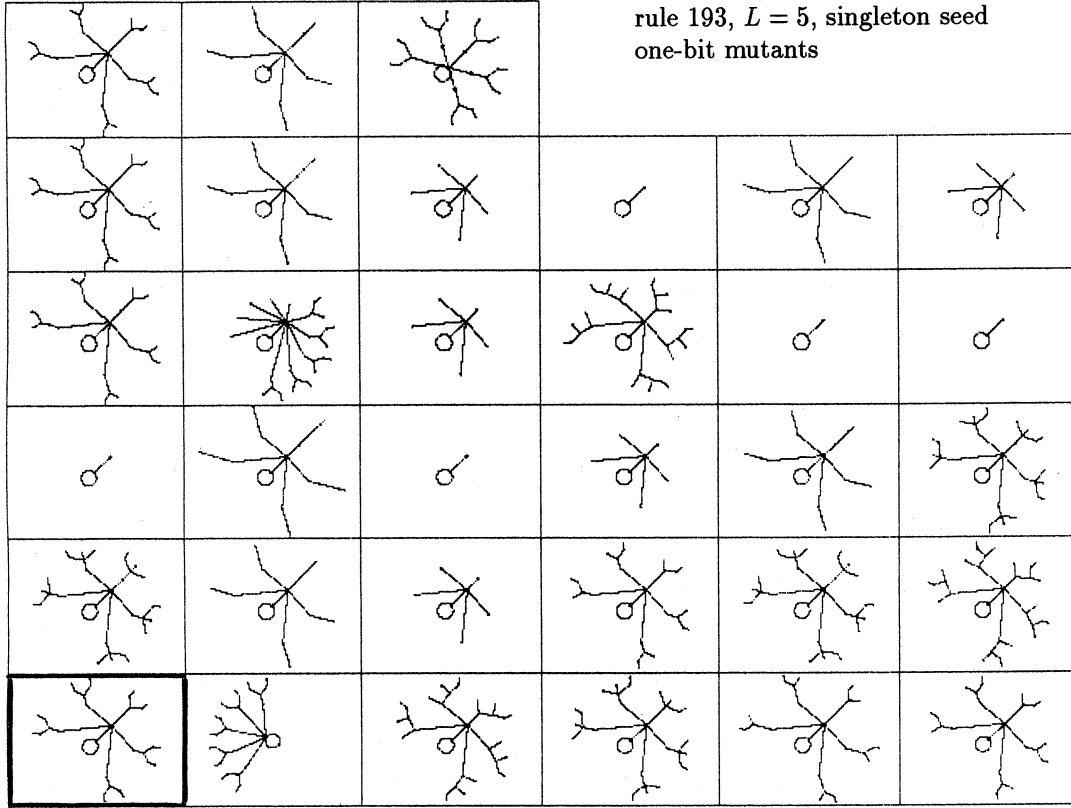 rule 193, L = 5, singleton seed
one-bit mutants